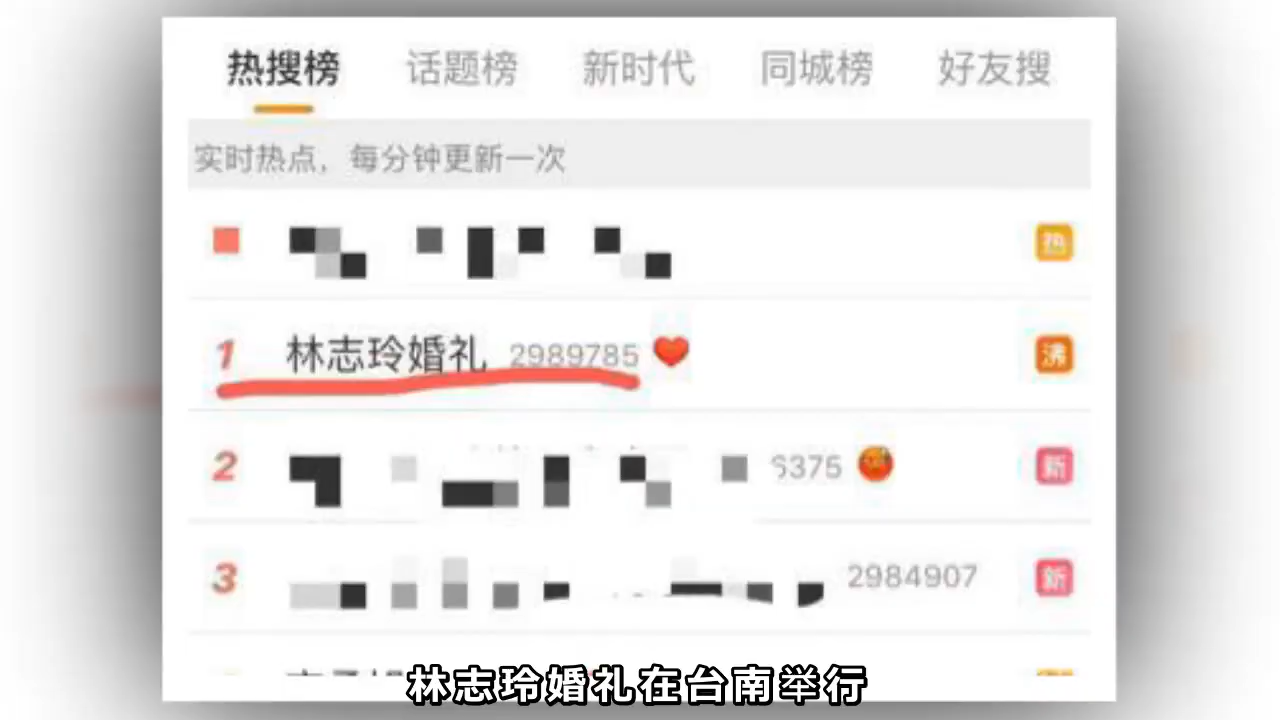 热搜榜 话题榜 新时代 同城榜 好友搜
实时热点，每分钟更新一次
热
1 林志玲婚礼 2989785 沸
2 6375 新
3 2984907 新
林志玲婚礼在台南举行